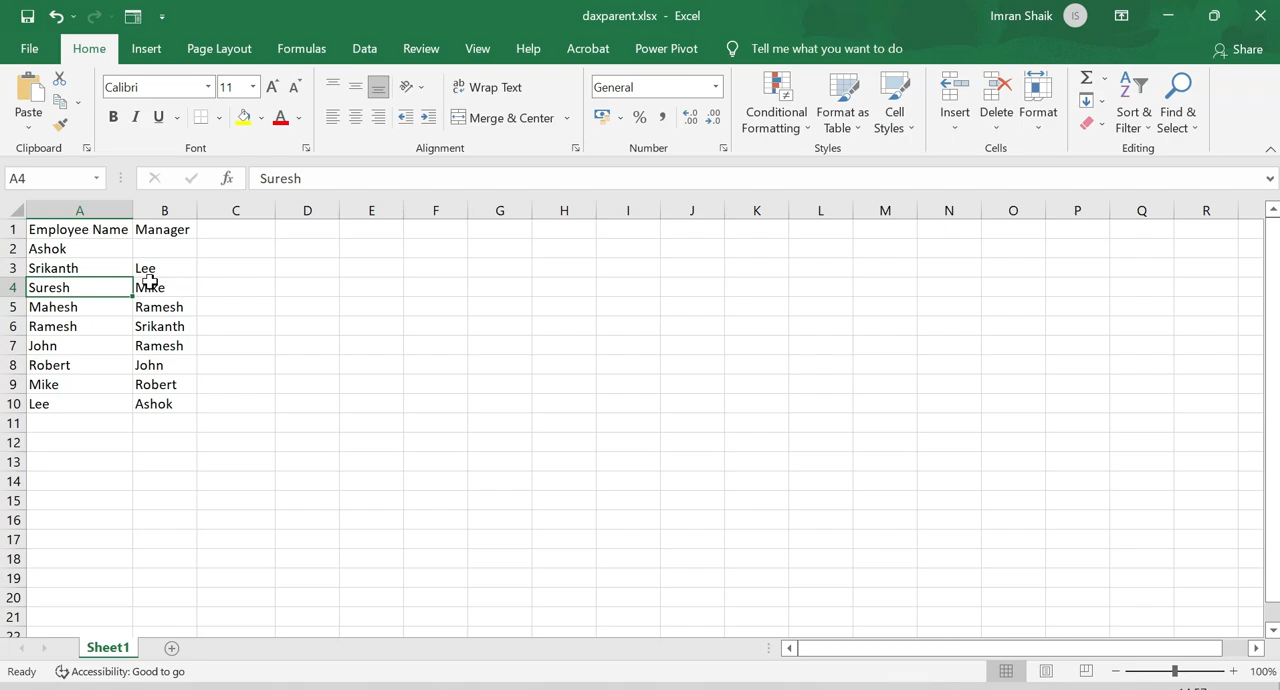 daxparent.xlsx - Excel
Imran Shaik IS
File Home Insert Page Layout Formulas Data Review View Help Acrobat Power Pivot Tell me what you want to do Share
Paste
Clipboard
Calibri 11
B I U A
Font
Wrap Text
Merge & Center
Alignment
General
% ,
Number
Conditional Formatting
Format as Table
Cell Styles
Styles
Insert Delete Format
Cells
Sort & Filter
Find & Select
Editing
A4 fx Suresh
A B C D E F G H I J K L M N O P Q R
1 Employee Name Manager
2 Ashok
3 Srikanth Lee
4 Suresh Mike
5 Mahesh Ramesh
6 Ramesh Srikanth
7 John Ramesh
8 Robert John
9 Mike Robert
10 Lee Ashok
11
12
13
14
15
16
17
18
19
20
21
22
Sheet1
Ready Accessibility: Good to go 100%